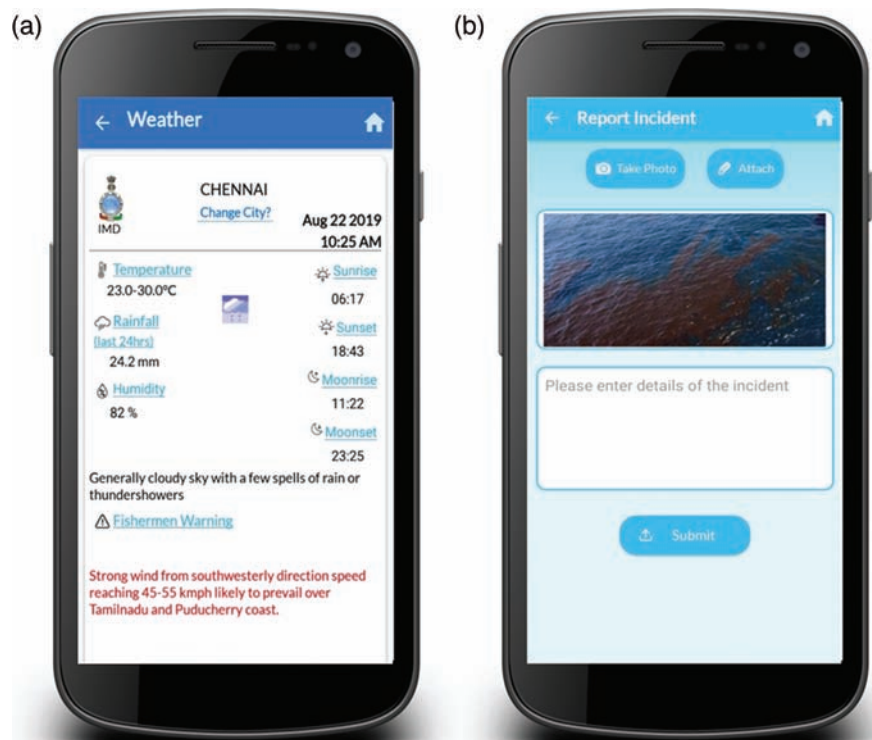 (a)
Weather
IMD
CHENNAI
Change City?
Aug 22 2019
10:25 AM
Temperature
23.0-30.0ºC
Rainfall
(last 24hrs)
24.2 mm
Humidity
82 %
Sunrise
06:17
Sunset
18:43
Moonrise
11:22
Moonset
23:25
Generally cloudy sky with a few spells of rain or
thundershowers
Fishermen Warning
Strong wind from southwesterly direction speed
reaching 45-55 kmph likely to prevail over
Tamilnadu and Puducherry coast.
(b)
Report Incident
Take Photo
Attach
Please enter details of the incident
Submit